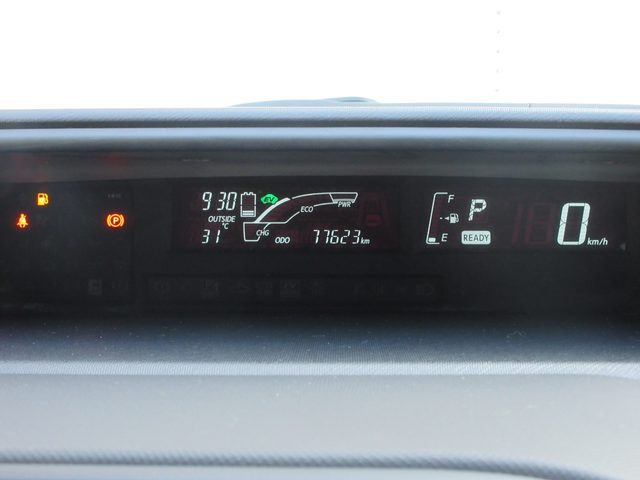 9:30 EV
OUTSIDE °C
31
CHG ECO PWR
ODO 77623 km
F
E
P
READY
0 km/h